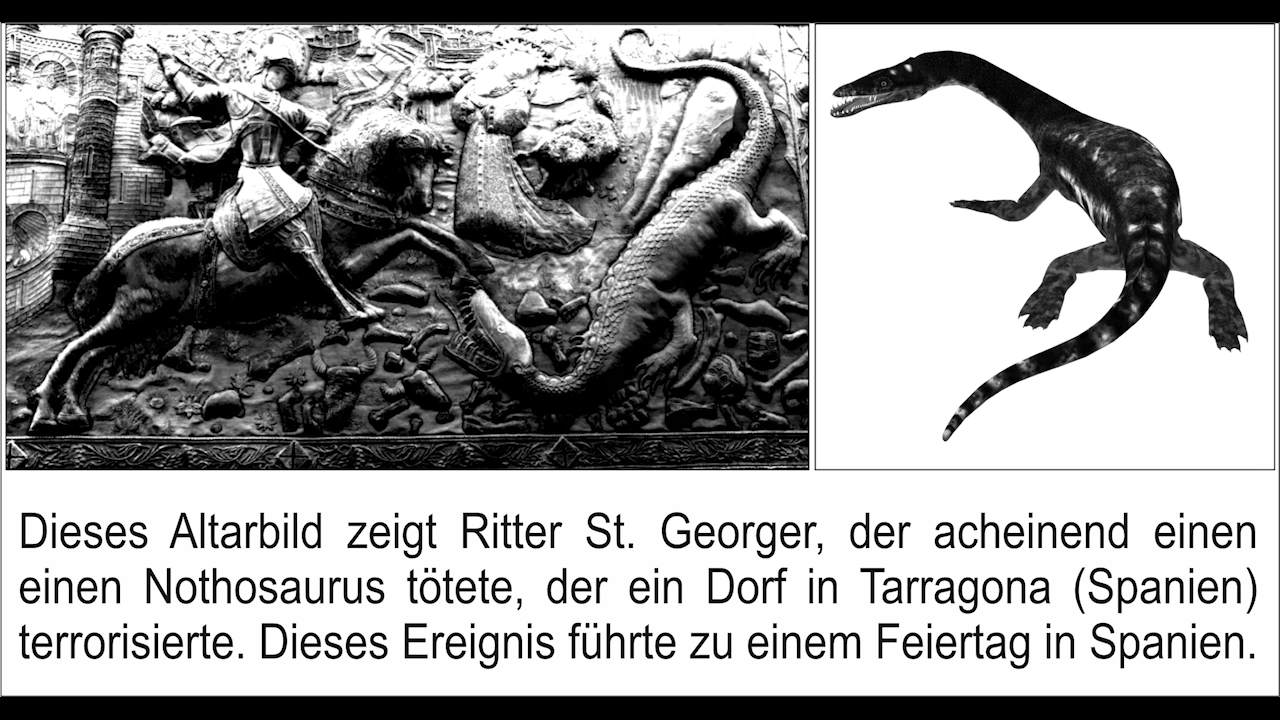 Dieses Altarbild zeigt Ritter St. Georger, der acheinend einen
einen Nothosaurus tötete, der ein Dorf in Tarragona (Spanien)
terrorisierte. Dieses Ereignis führte zu einem Feiertag in Spanien.